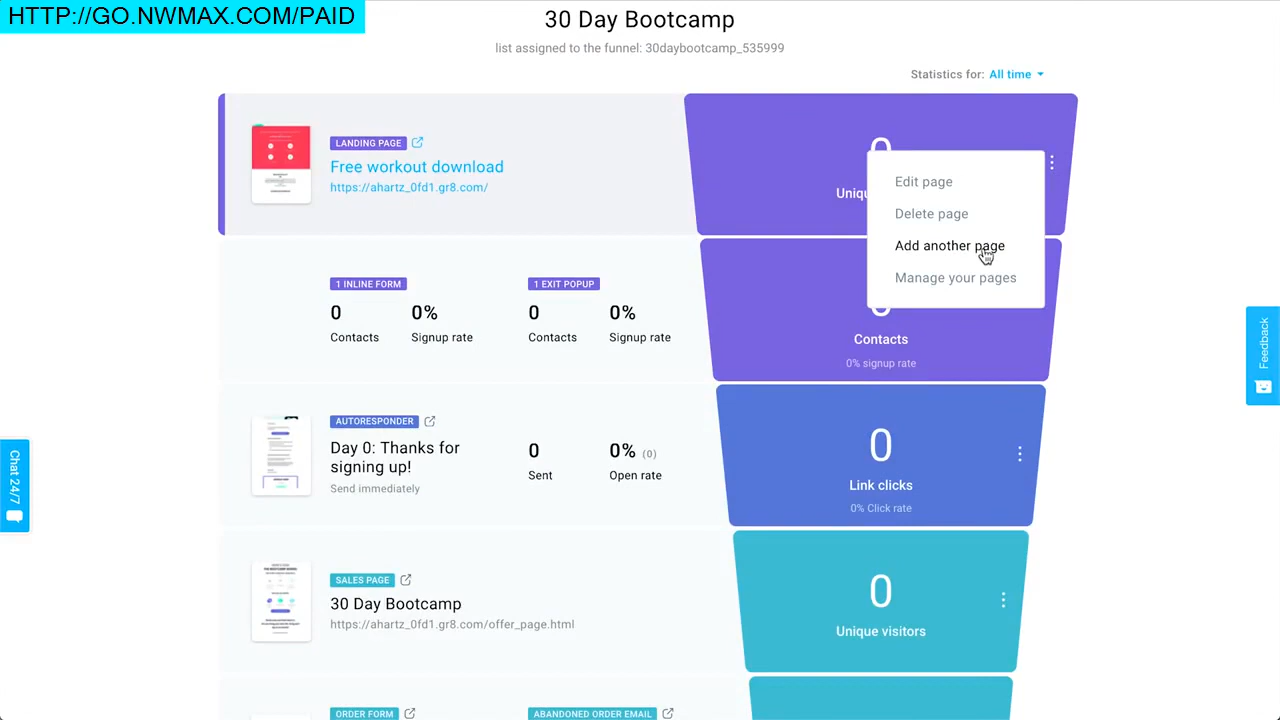 HTTP://GO.NWMAX.COM/PAID
30 Day Bootcamp
list assigned to the funnel: 30daybootcamp_535999
Statistics for: All time
LANDING PAGE
Free workout download
https://ahartz_0fd1.gr8.com/
0
Edit page
Delete page
Add another page
Manage your pages
1 INLINE FORM
0
Contacts
0%
Signup rate
1 EXIT POPUP
0
Contacts
0%
Signup rate
Contacts
0% signup rate
AUTORESPONDER
Day 0: Thanks for
signing up!
Send immediately
0
Sent
0% (0)
Open rate
0
Link clicks
0% Click rate
SALES PAGE
30 Day Bootcamp
https://ahartz_0fd1.gr8.com/offer_page.html
0
Unique visitors
ORDER FORM
ABANDONED ORDER EMAIL
Chat 24/7
Feedback